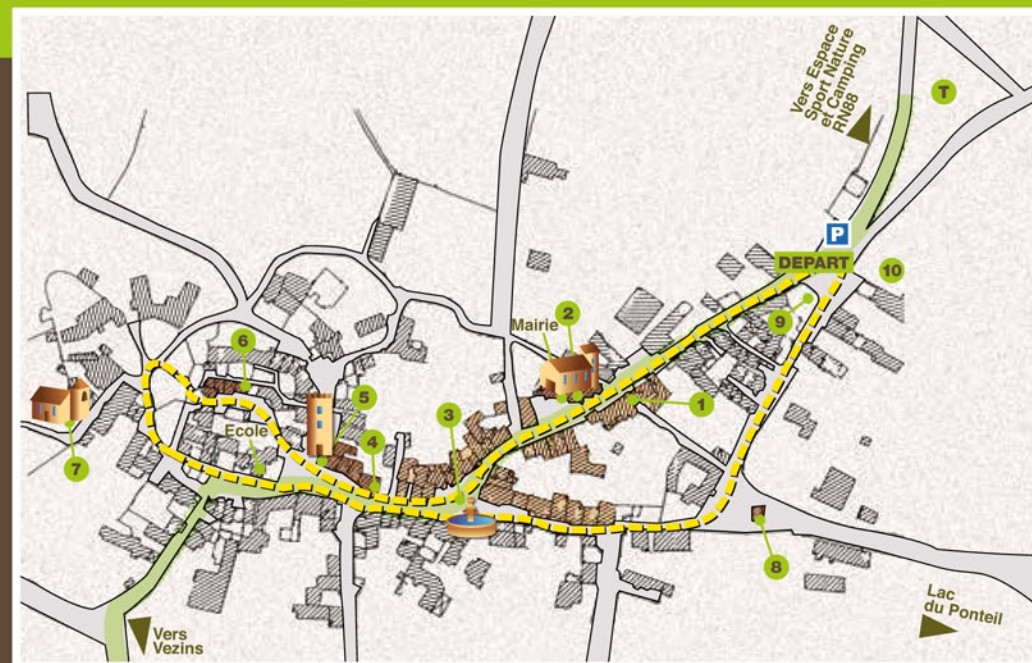 Vers Espace
Sport Nature
et Camping
RN88
T
P
DEPART
10
9
2
Mairie
1
6
5
3
4
Ecole
7
8
Lac
du Ponteil
Vers
Vezins